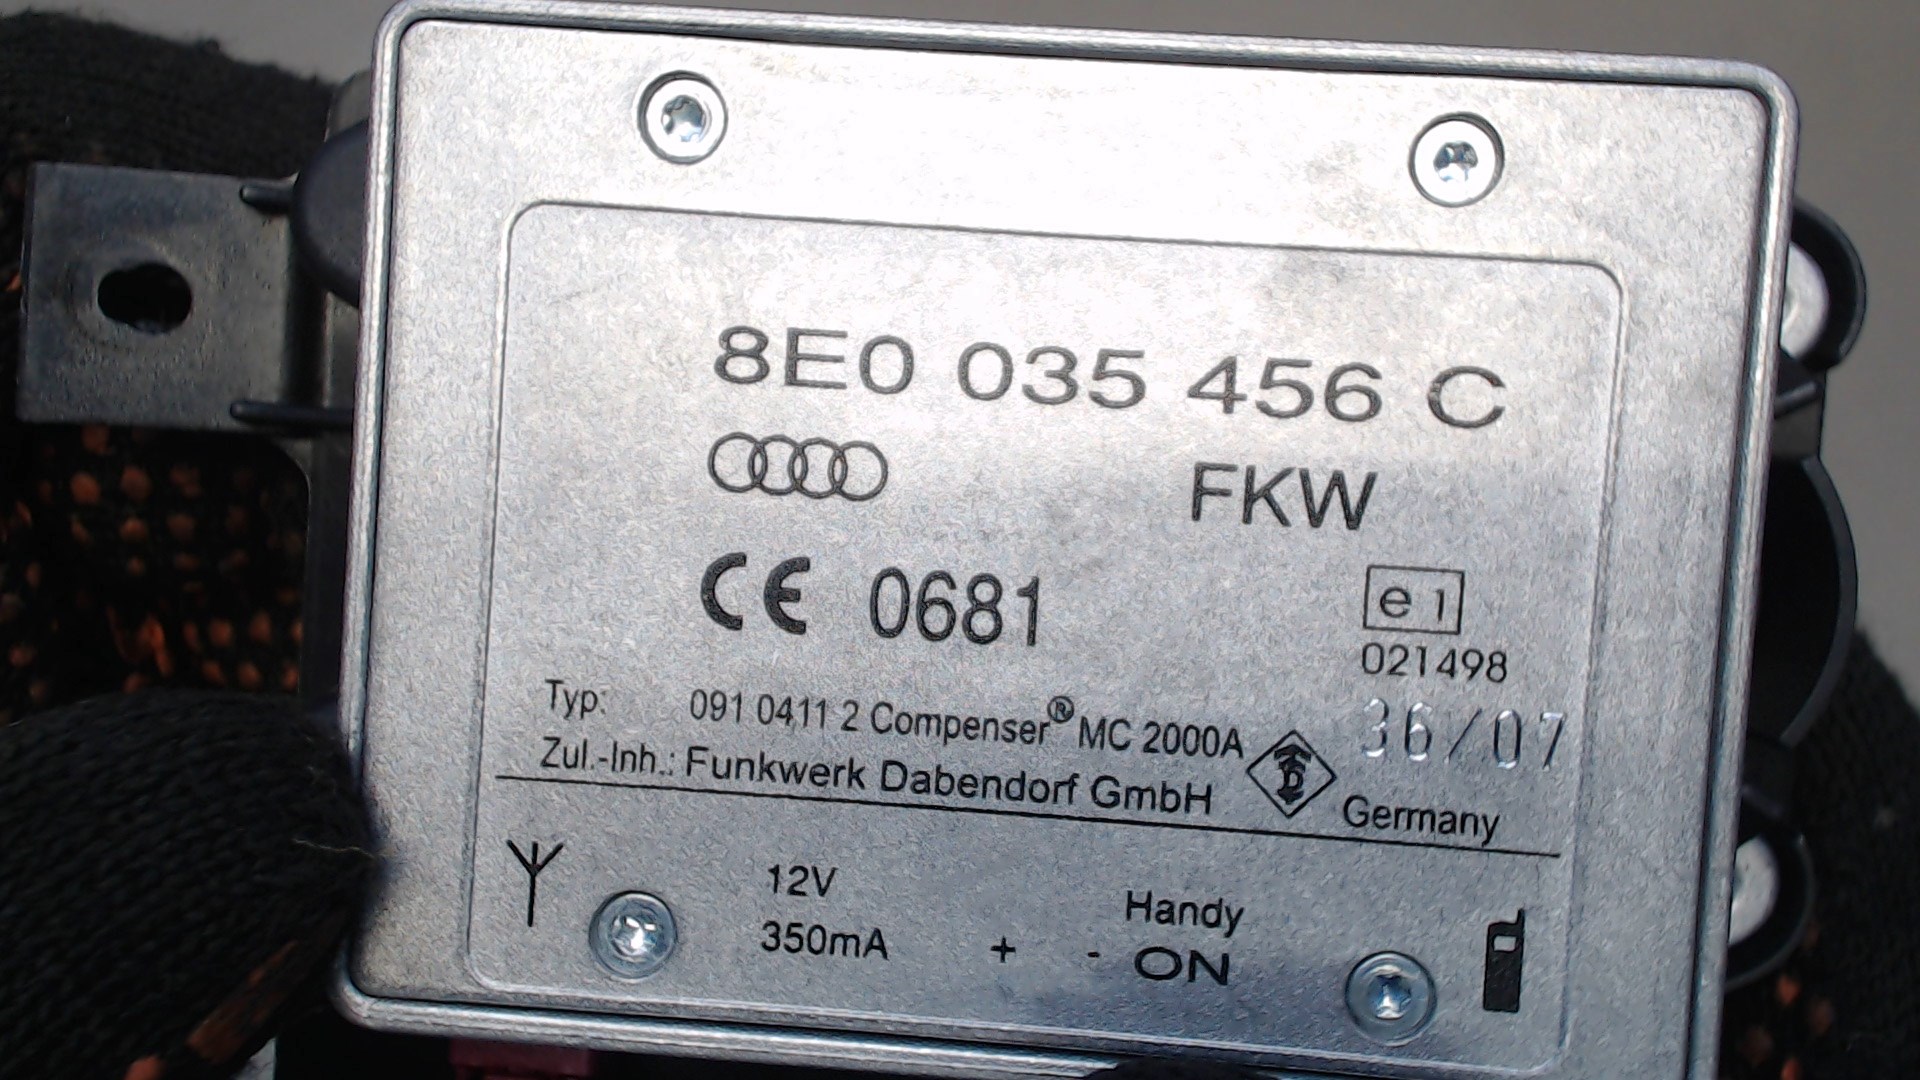 8E0 035 456 C
FKW
CE 0681
e1
021498
Typ: 091 0411 2 Compenser® MC 2000A
36/07
Zul.-Inh.: Funkwerk Dabendorf GmbH
D
Germany
12V
Handy
350mA + - ON